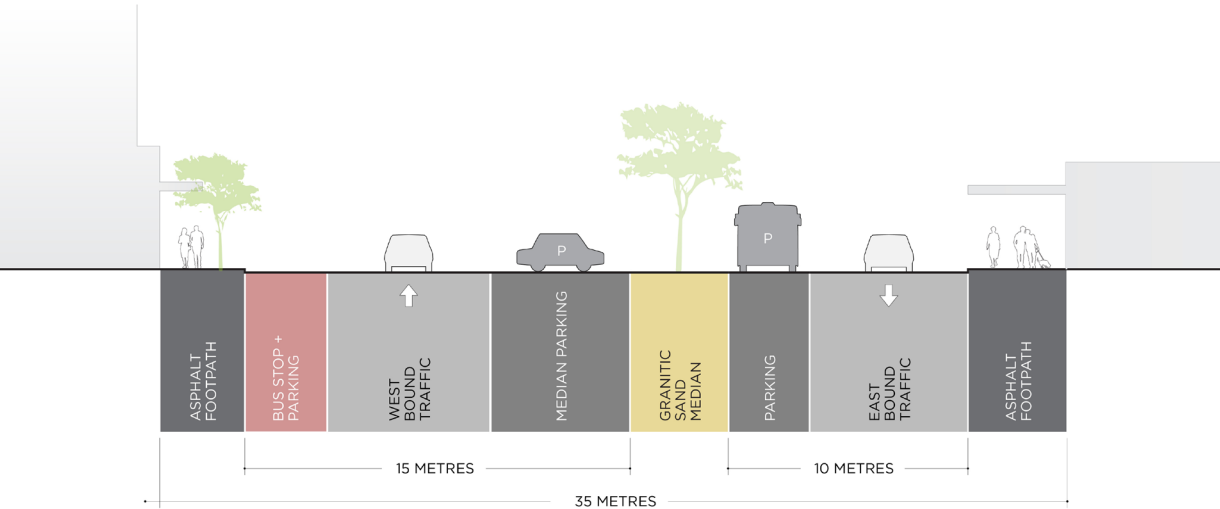 P
P
ASPHALT
FOOTPATH
BUS STOP +
PARKING
WEST
BOUND
TRAFFIC
MEDIAN PARKING
GRANITIC
SAND
MEDIAN
PARKING
EAST
BOUND
TRAFFIC
ASPHALT
FOOTPATH
15 METRES
10 METRES
35 METRES